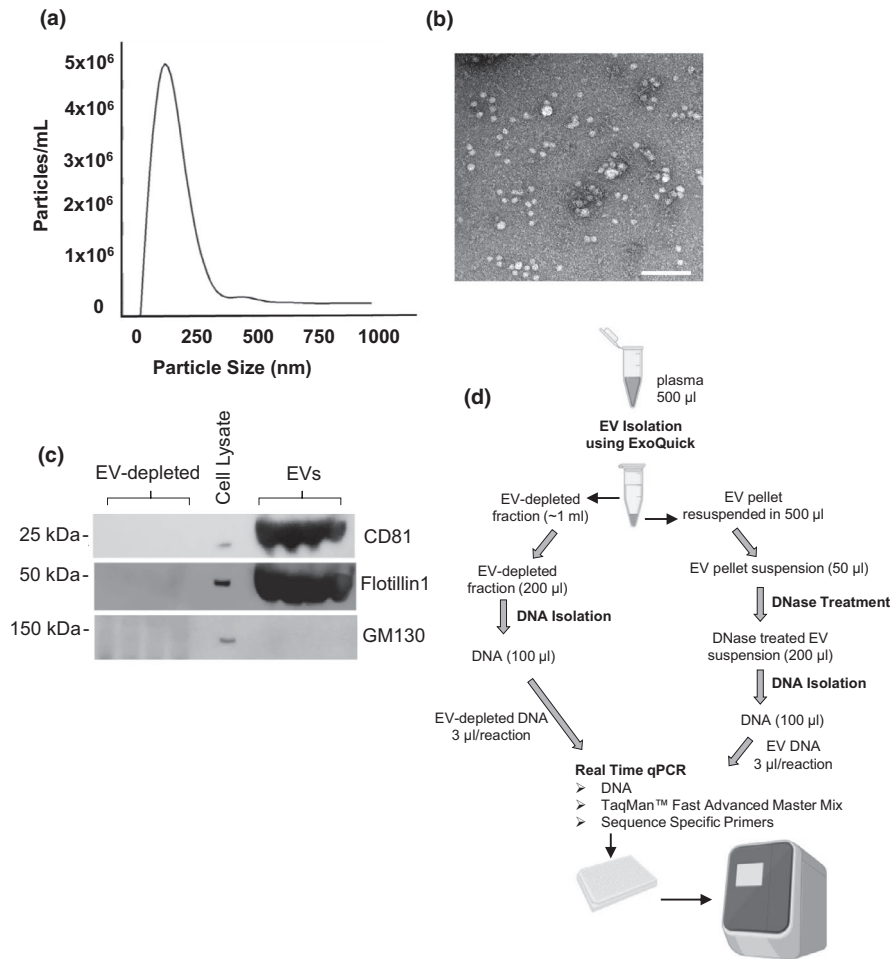 (a)
5x10⁶
4x10⁶
3x10⁶
2x10⁶
1x10⁶
0
Particles/mL
0
250
500
750
1000
Particle Size (nm)
(b)
(c)
EV-depleted
Cell Lysate
EVs
25 kDa-
CD81
50 kDa-
Flotillin1
150 kDa-
GM130
(d)
plasma
500 µl
EV Isolation
using ExoQuick
EV-depleted
fraction (~1 ml)
EV pellet
resuspended in 500 µl
EV-depleted
fraction (200 µl)
EV pellet suspension (50 µl)
DNase Treatment
DNA Isolation
DNase treated EV
suspension (200 µl)
DNA (100 µl)
DNA Isolation
DNA (100 µl)
EV-depleted DNA
3 µl/reaction
EV DNA
3 µl/reaction
Real Time qPCR
➢ DNA
➢ TaqMan™ Fast Advanced Master Mix
➢ Sequence Specific Primers